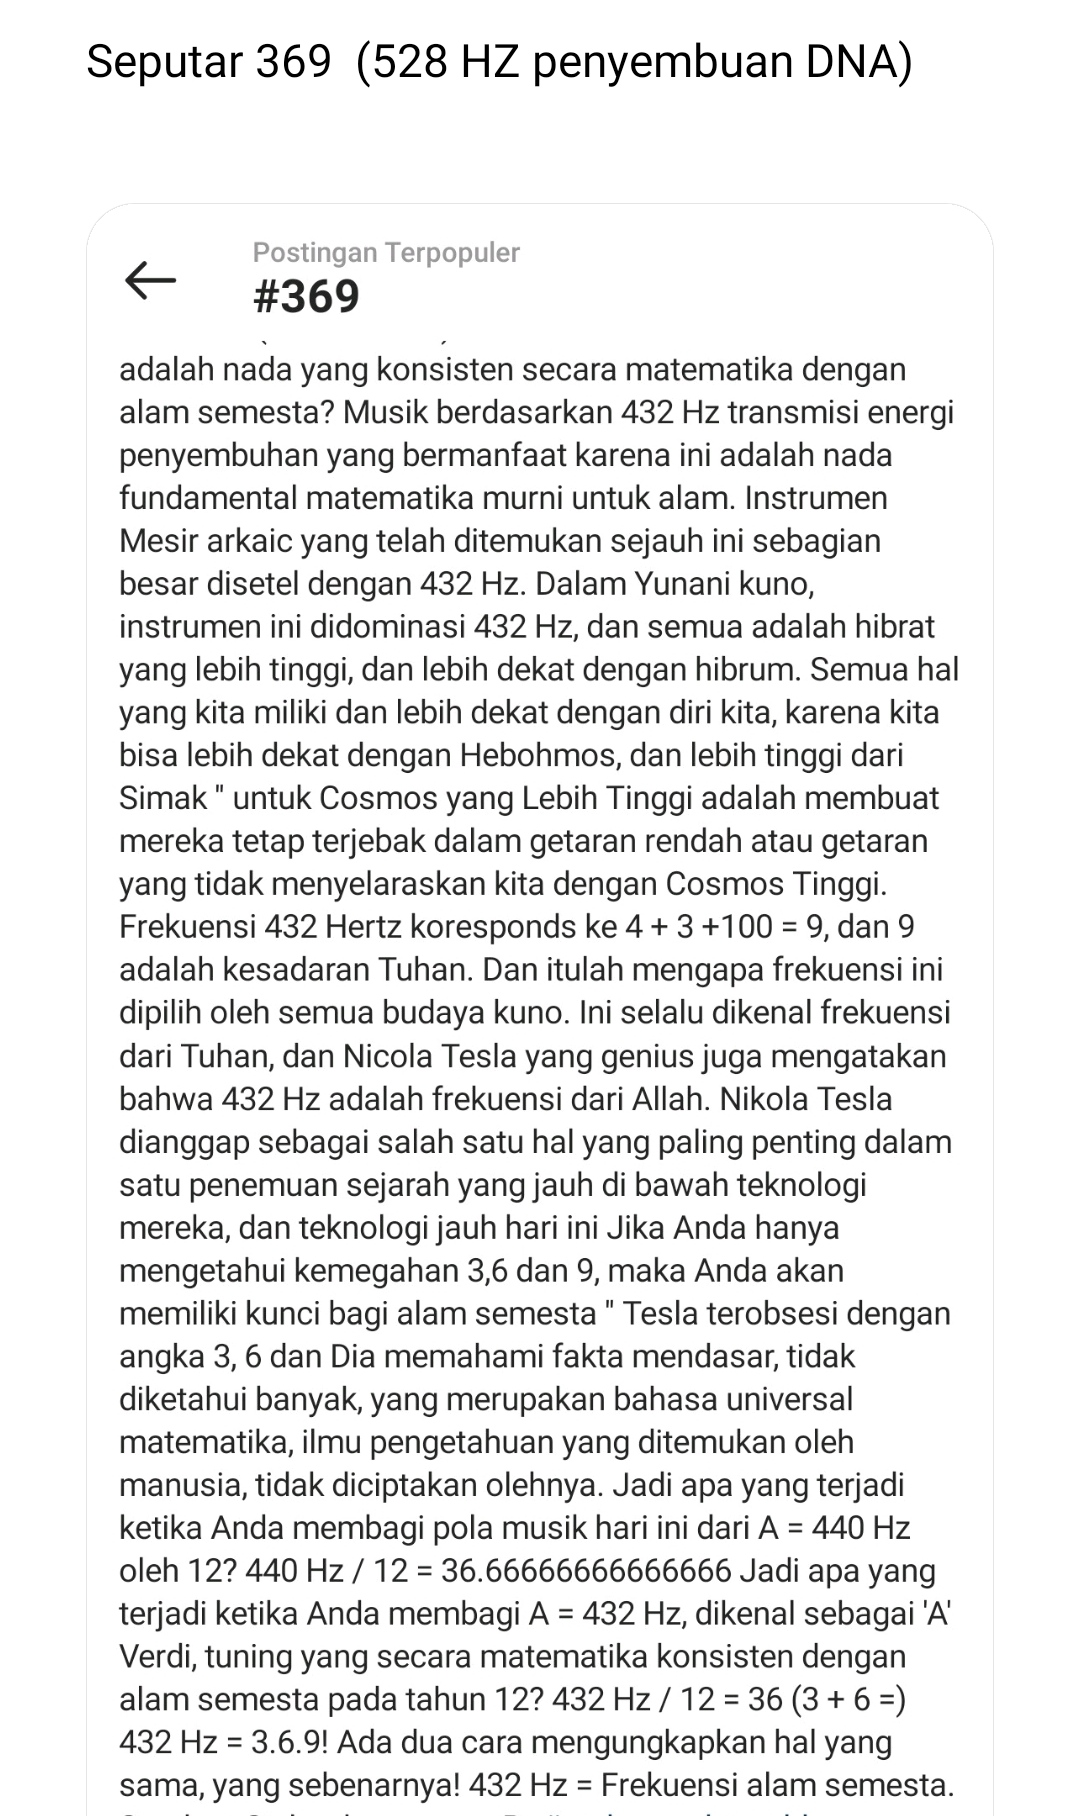 Seputar 369 (528 HZ penyembuan DNA)
Postingan Terpopuler
#369
adalah nada yang konsisten secara matematika dengan
alam semesta? Musik berdasarkan 432 Hz transmisi energi
penyembuhan yang bermanfaat karena ini adalah nada
fundamental matematika murni untuk alam. Instrumen
Mesir arkaic yang telah ditemukan sejauh ini sebagian
besar disetel dengan 432 Hz. Dalam Yunani kuno,
instrumen ini didominasi 432 Hz, dan semua adalah hibrat
yang lebih tinggi, dan lebih dekat dengan hibrum. Semua hal
yang kita miliki dan lebih dekat dengan diri kita, karena kita
bisa lebih dekat dengan Hebohmos, dan lebih tinggi dari
Simak " untuk Cosmos yang Lebih Tinggi adalah membuat
mereka tetap terjebak dalam getaran rendah atau getaran
yang tidak menyelaraskan kita dengan Cosmos Tinggi.
Frekuensi 432 Hertz koresponds ke 4 + 3 +100 = 9, dan 9
adalah kesadaran Tuhan. Dan itulah mengapa frekuensi ini
dipilih oleh semua budaya kuno. Ini selalu dikenal frekuensi
dari Tuhan, dan Nicola Tesla yang genius juga mengatakan
bahwa 432 Hz adalah frekuensi dari Allah. Nikola Tesla
dianggap sebagai salah satu hal yang paling penting dalam
satu penemuan sejarah yang jauh di bawah teknologi
mereka, dan teknologi jauh hari ini Jika Anda hanya
mengetahui kemegahan 3,6 dan 9, maka Anda akan
memiliki kunci bagi alam semesta " Tesla terobsesi dengan
angka 3, 6 dan Dia memahami fakta mendasar, tidak
diketahui banyak, yang merupakan bahasa universal
matematika, ilmu pengetahuan yang ditemukan oleh
manusia, tidak diciptakan olehnya. Jadi apa yang terjadi
ketika Anda membagi pola musik hari ini dari A = 440 Hz
oleh 12? 440 Hz / 12 = 36.66666666666666 Jadi apa yang
terjadi ketika Anda membagi A = 432 Hz, dikenal sebagai 'A'
Verdi, tuning yang secara matematika konsisten dengan
alam semesta pada tahun 12? 432 Hz / 12 = 36 (3 + 6 =)
432 Hz = 3.6.9! Ada dua cara mengungkapkan hal yang
sama, yang sebenarnya! 432 Hz = Frekuensi alam semesta.